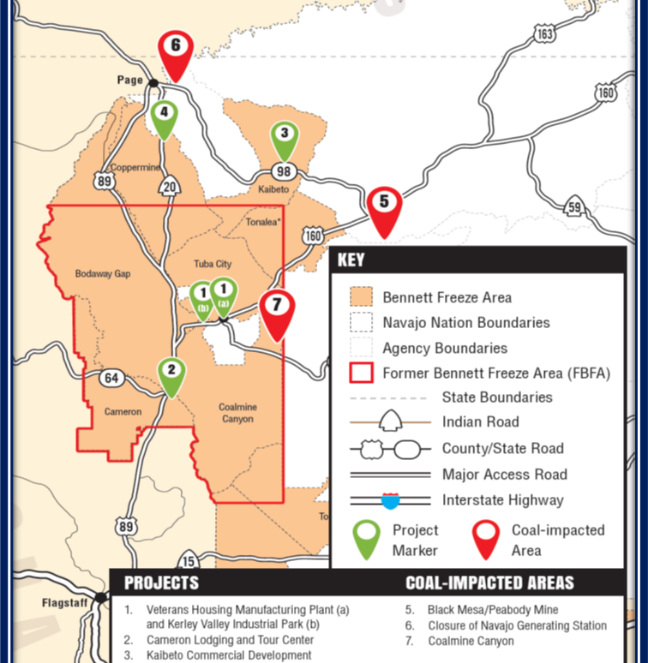 163
6
Page
160
4
3
98
Coppermine
89
20
Kaibeto
5
59
Tonalea*
160
KEY
Tuba City
Bodaway Gap
1
(b)
1
(a)
7
Bennett Freeze Area
Navajo Nation Boundaries
Agency Boundaries
Former Bennett Freeze Area (FBFA)
2
64
State Boundaries
Cameron
Coalmine
Canyon
Indian Road
County/State Road
Major Access Road
Interstate Highway
89
To
Project
Marker
Coal-impacted
Area
15
Flagstaff
PROJECTS
1. Veterans Housing Manufacturing Plant (a)
and Kerley Valley Industrial Park (b)
2. Cameron Lodging and Tour Center
3. Kaibeto Commercial Development
COAL-IMPACTED AREAS
5. Black Mesa/Peabody Mine
6. Closure of Navajo Generating Station
7. Coalmine Canyon